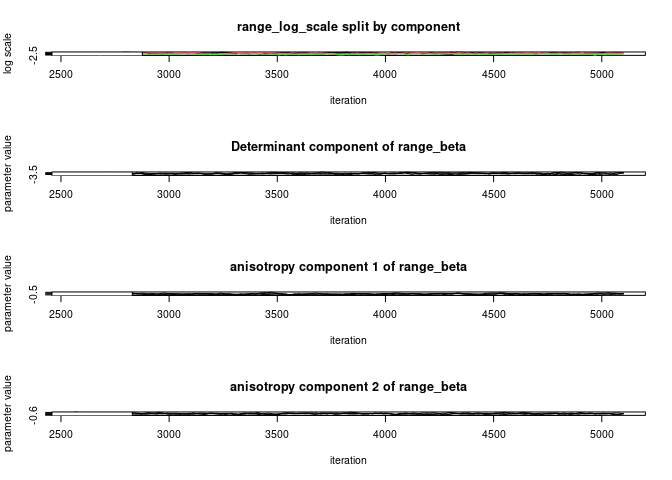 range_log_scale split by component
log scale
-2.5
2500 3000 3500 4000 4500 5000
iteration
Determinant component of range_beta
parameter value
-3.5
2500 3000 3500 4000 4500 5000
iteration
anisotropy component 1 of range_beta
parameter value
-0.5
2500 3000 3500 4000 4500 5000
iteration
anisotropy component 2 of range_beta
parameter value
-0.6
2500 3000 3500 4000 4500 5000
iteration